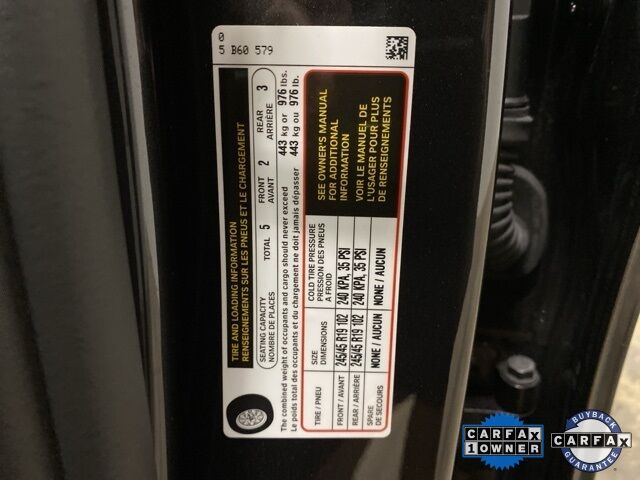 0
5 B60 579
TIRE AND LOADING INFORMATION
RENSEIGNEMENTS SUR LES PNEUS ET LE CHARGEMENT
SEATING CAPACITY
NOMBRE DE PLACES
TOTAL 5
FRONT
AVANT 2
REAR
ARRIÈRE 3
The combined weight of occupants and cargo should never exceed 443 kg or 976 lbs.
Le poids total des occupants et du chargement ne doit jamais dépasser 443 kg ou 976 lb.
TIRE / PNEU
SIZE
DIMENSIONS
COLD TIRE PRESSURE
PRESSION DES PNEUS
A FROID
FRONT / AVANT 245/45 R19 102 240 KPA, 35 PSI
REAR / ARRIÈRE 245/45 R19 102 240 KPA, 35 PSI
SPARE
DE SECOURS
NONE / AUCUN NONE / AUCUN
SEE OWNER'S MANUAL
FOR ADDITIONAL
INFORMATION
VOIR LE MANUEL DE
L'USAGER POUR PLUS
DE RENSEIGNEMENTS
CARFAX
1 OWNER
BUYBACK
CARFAX
GUARANTEE